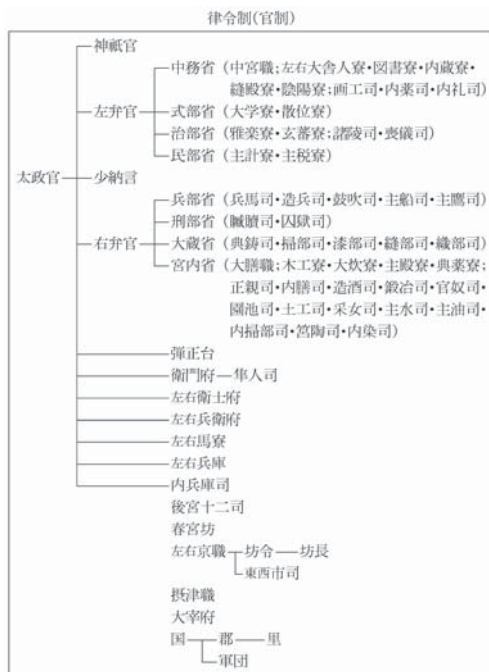 律令制(官制)
神祇官
中務省（中宮職;左右大舎人寮・図書寮・内蔵寮・
縫殿寮・陰陽寮;画工司・内薬司・内礼司）
左弁官
式部省（大学寮・散位寮）
治部省（雅楽寮・玄蕃寮;諸陵司・喪儀司）
民部省（主計寮・主税寮）
太政官
少納言
兵部省（兵馬司・造兵司・鼓吹司・主船司・主鷹司）
刑部省（贓贖司・囚獄司）
右弁官
大蔵省（典鋳司・掃部司・漆部司・縫部司・織部司）
宮内省（大膳職;木工寮・大炊寮・主殿寮・典薬寮;
正親司・内膳司・造酒司・鍛冶司・官奴司・
園池司・土工司・采女司・主水司・主油司・
内掃部司・筥陶司・内染司）
弾正台
衛門府
隼人司
左右衛士府
左右兵衛府
左右馬寮
左右兵庫
内兵庫司
後宮十二司
春宮坊
左右京職
坊令
坊長
東西市司
摂津職
大宰府
国
郡
里
軍団